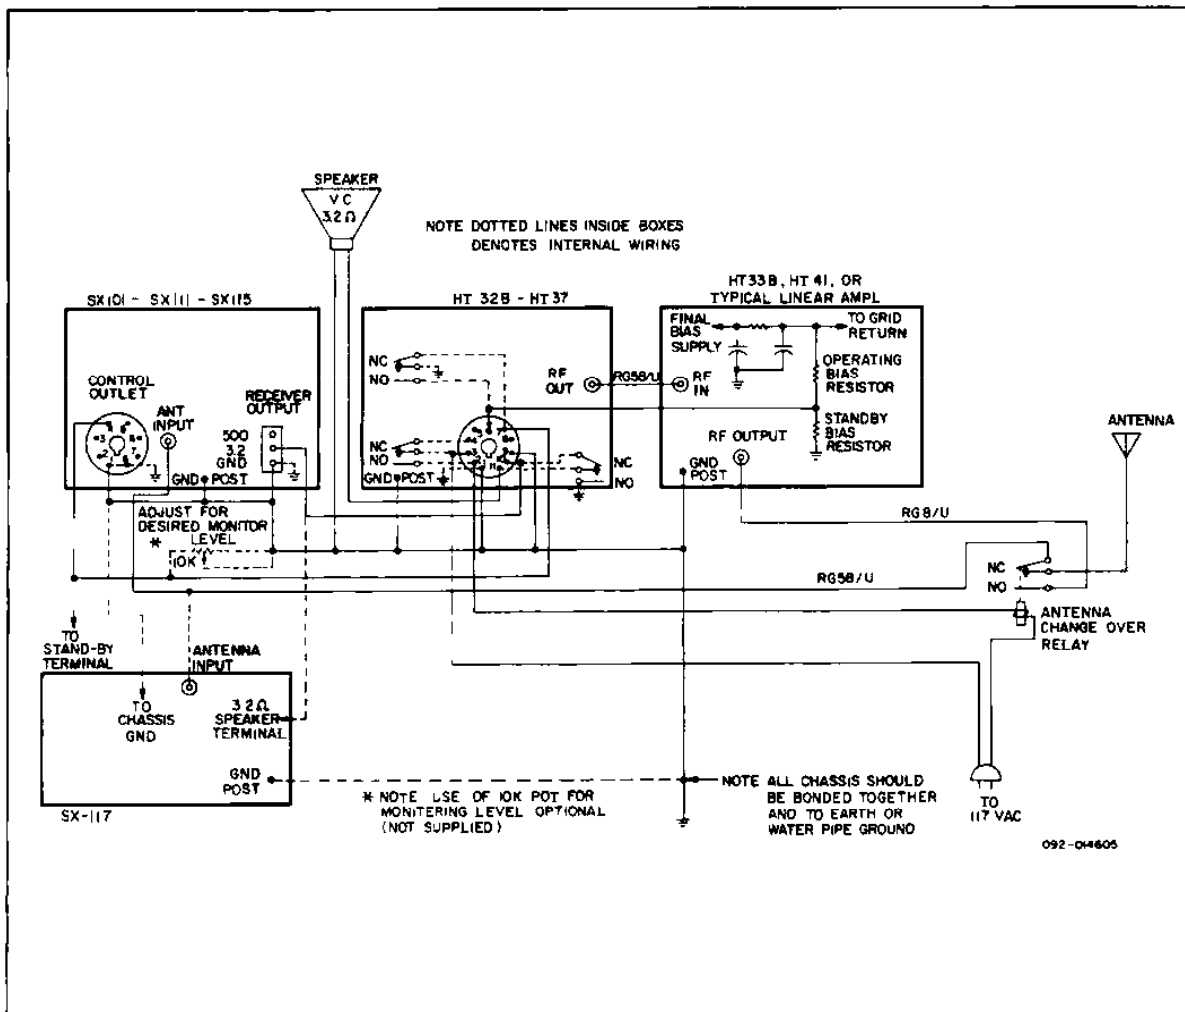 SPEAKER
V C
3.2 Ω
NOTE DOTTED LINES INSIDE BOXES
DENOTES INTERNAL WIRING
SX101 - SX111 - SX115
CONTROL
OUTLET
ANT
INPUT
RECEIVER
OUTPUT
500
3.2
GND
GND POST
HT 32B - HT37
NC
NO
NC
NO
GND POST
RF
OUT
NC
NO
RG58/U
HT33B, HT 41, OR
TYPICAL LINEAR AMPL
FINAL
BIAS
SUPPLY
TO GRID
RETURN
OPERATING
BIAS
RESISTOR
RF
IN
STANDBY
BIAS
RESISTOR
RF OUTPUT
GND
POST
ANTENNA
RG8/U
ADJUST FOR
DESIRED MONITOR
LEVEL
*
10K
RG58/U
NC
NO
ANTENNA
CHANGE OVER
RELAY
TO
STAND-BY
TERMINAL
ANTENNA
INPUT
TO
CHASSIS
GND
3.2 Ω
SPEAKER
TERMINAL
GND
POST
SX-117
* NOTE USE OF 10K POT FOR
MONITERING LEVEL OPTIONAL
(NOT SUPPLIED)
NOTE ALL CHASSIS SHOULD
BE BONDED TOGETHER
AND TO EARTH OR
WATER PIPE GROUND
TO
117 VAC
092-014605